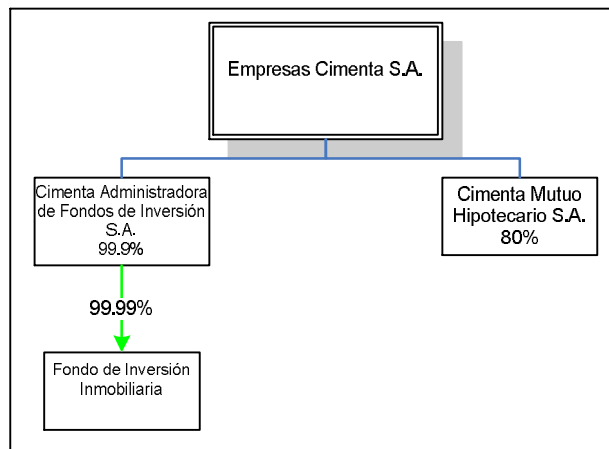 Empresas Cimenta S.A.
Cimenta Administradora
de Fondos de Inversión
S.A.
99.9%
Cimenta Mutuo
Hipotecario S.A.
80%
99.99%
Fondo de Inversión
Inmobiliaria